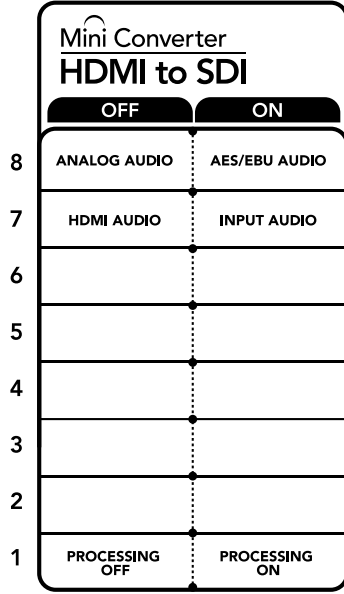 Mini Converter
HDMI to SDI
OFF ON
8 ANALOG AUDIO AES/EBU AUDIO
7 HDMI AUDIO INPUT AUDIO
6
5
4
3
2
1 PROCESSING OFF PROCESSING ON